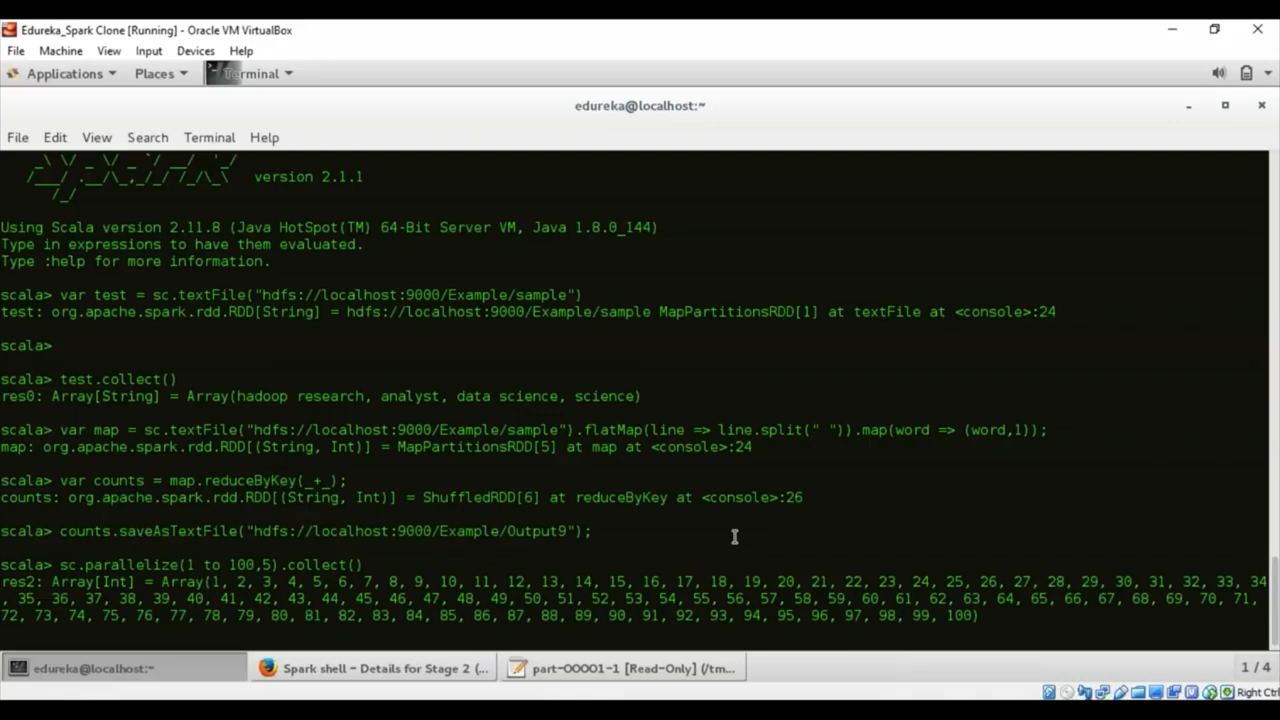 Edureka_Spark Clone [Running] - Oracle VM VirtualBox
File Machine View Input Devices Help
Applications Places Terminal
edureka@localhost:~
File Edit View Search Terminal Help
version 2.1.1
Using Scala version 2.11.8 (Java HotSpot(TM) 64-Bit Server VM, Java 1.8.0_144)
Type in expressions to have them evaluated.
Type :help for more information.
scala> var test = sc.textFile("hdfs://localhost:9000/Example/sample")
test: org.apache.spark.rdd.RDD[String] = hdfs://localhost:9000/Example/sample MapPartitionsRDD[1] at textFile at <console>:24
scala>
scala> test.collect()
res0: Array[String] = Array(hadoop research, analyst, data science, science)
scala> var map = sc.textFile("hdfs://localhost:9000/Example/sample").flatMap(line => line.split(" ")).map(word => (word,1));
map: org.apache.spark.rdd.RDD[(String, Int)] = MapPartitionsRDD[5] at map at <console>:24
scala> var counts = map.reduceByKey(_+_);
counts: org.apache.spark.rdd.RDD[(String, Int)] = ShuffledRDD[6] at reduceByKey at <console>:26
scala> counts.saveAsTextFile("hdfs://localhost:9000/Example/Output9");
scala> sc.parallelize(1 to 100,5).collect()
res2: Array[Int] = Array(1, 2, 3, 4, 5, 6, 7, 8, 9, 10, 11, 12, 13, 14, 15, 16, 17, 18, 19, 20, 21, 22, 23, 24, 25, 26, 27, 28, 29, 30, 31, 32, 33, 34
, 35, 36, 37, 38, 39, 40, 41, 42, 43, 44, 45, 46, 47, 48, 49, 50, 51, 52, 53, 54, 55, 56, 57, 58, 59, 60, 61, 62, 63, 64, 65, 66, 67, 68, 69, 70, 71,
72, 73, 74, 75, 76, 77, 78, 79, 80, 81, 82, 83, 84, 85, 86, 87, 88, 89, 90, 91, 92, 93, 94, 95, 96, 97, 98, 99, 100)
edureka@localhost:~ Spark shell - Details for Stage 2 (... part-00001-1 [Read-Only] (/tm... 1 / 4
Right Ctrl